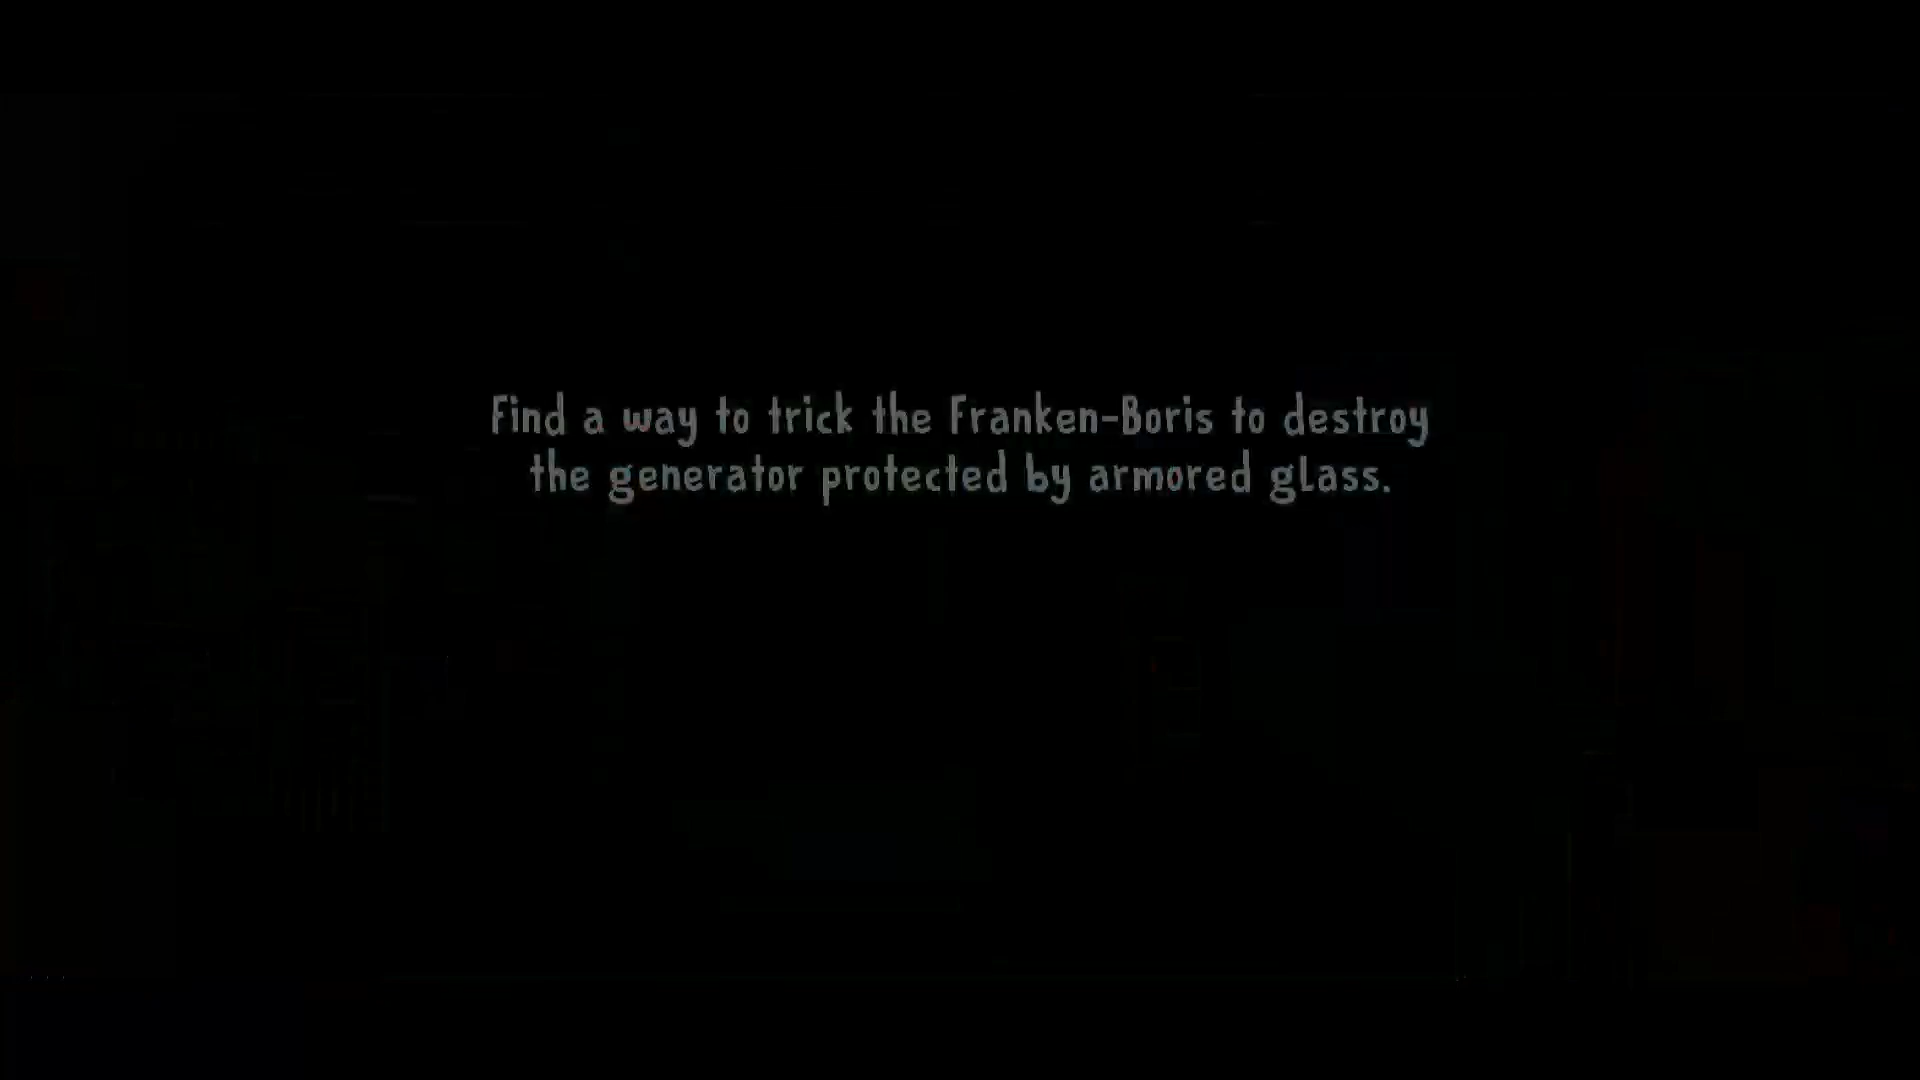 Find a way to trick the Franken-Boris to destroy
the generator protected by armored glass.